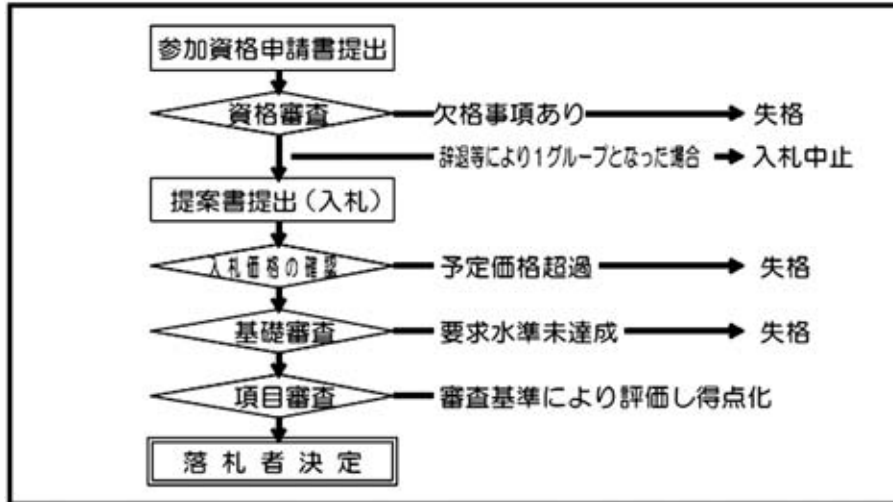 参加資格申請書提出
資格審査 欠格事項あり 失格
辞退等により1グループとなった場合 入札中止
提案書提出(入札)
入札価格の確認 予定価格超過 失格
基礎審査 要求水準未達成 失格
項目審査 審査基準により評価し得点化
落札者決定